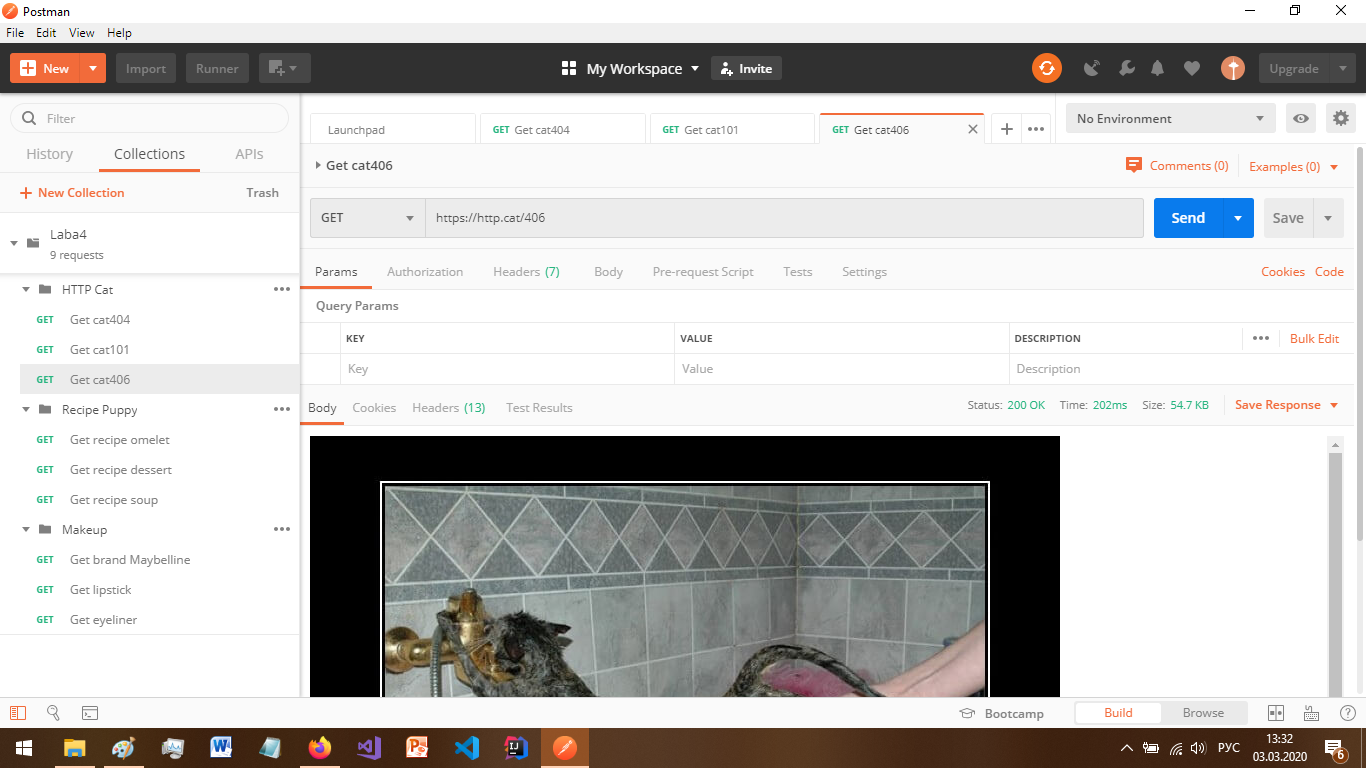 Postman
File Edit View Help
New Import Runner My Workspace Invite Upgrade
Filter
History Collections APIs
New Collection Trash
Laba4
9 requests
HTTP Cat
GET Get cat404
GET Get cat101
GET Get cat406
Recipe Puppy
GET Get recipe omelet
GET Get recipe dessert
GET Get recipe soup
Makeup
GET Get brand Maybelline
GET Get lipstick
GET Get eyeliner
Launchpad GET Get cat404 GET Get cat101 GET Get cat406
No Environment
Get cat406 Comments (0) Examples (0)
GET https://http.cat/406 Send Save
Params Authorization Headers (7) Body Pre-request Script Tests Settings Cookies Code
Query Params
KEY VALUE DESCRIPTION Bulk Edit
Key Value Description
Body Cookies Headers (13) Test Results Status: 200 OK Time: 202ms Size: 54.7 KB Save Response
Bootcamp Build Browse
РУС 13:32
03.03.2020
6